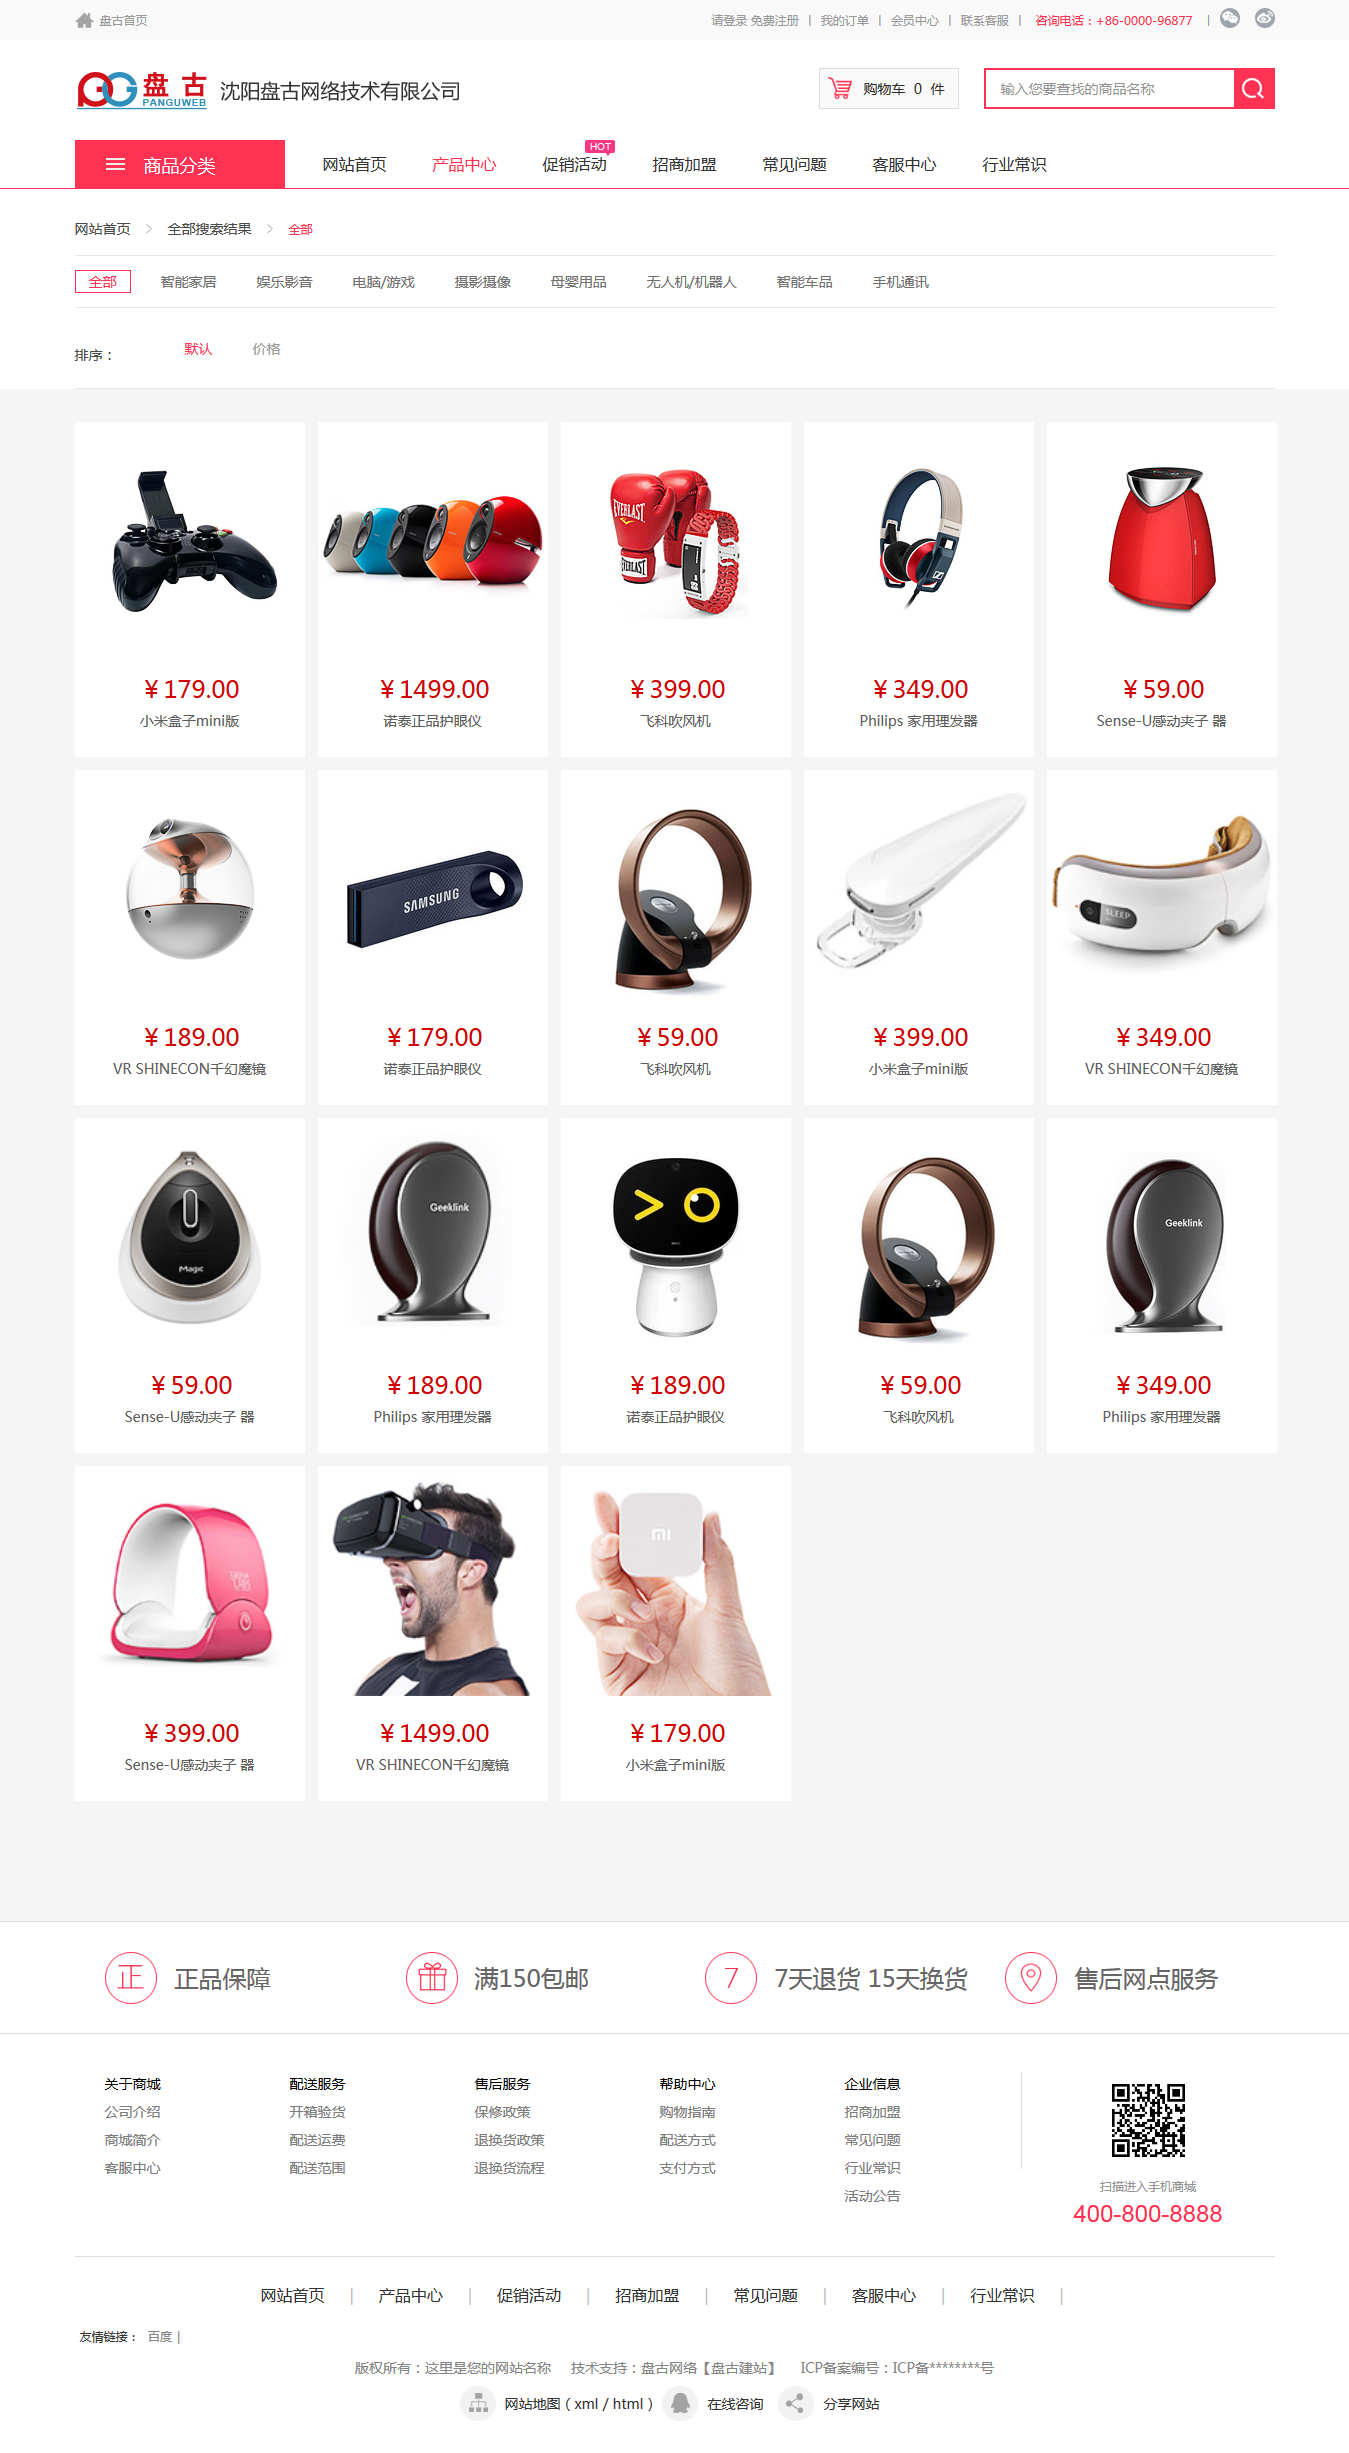 盘古首页
请登录 免费注册 | 我的订单 | 会员中心 | 联系客服 | 咨询电话：+86-0000-96877 |
盘古 PANGUWEB 沈阳盘古网络技术有限公司
购物车 0 件
输入您要查找的商品名称
HOT
商品分类 网站首页 产品中心 促销活动 招商加盟 常见问题 客服中心 行业常识
网站首页 > 全部搜索结果 > 全部
全部 智能家居 娱乐影音 电脑/游戏 摄影摄像 母婴用品 无人机/机器人 智能车品 手机通讯
排序： 默认 价格
EVERLAST
EVERLAST
¥ 179.00 ¥ 1499.00 ¥ 399.00 ¥ 349.00 ¥ 59.00
小米盒子mini版 诺泰正品护眼仪 飞科吹风机 Philips 家用理发器 Sense-U感动夹子 器
SAMSUNG
SLEEP
¥ 189.00 ¥ 179.00 ¥ 59.00 ¥ 399.00 ¥ 349.00
VR SHINECON千幻魔镜 诺泰正品护眼仪 飞科吹风机 小米盒子mini版 VR SHINECON千幻魔镜
Magic
Geeklink
Geeklink
¥ 59.00 ¥ 189.00 ¥ 189.00 ¥ 59.00 ¥ 349.00
Sense-U感动夹子 器 Philips 家用理发器 诺泰正品护眼仪 飞科吹风机 Philips 家用理发器
mi
¥ 399.00 ¥ 1499.00 ¥ 179.00
Sense-U感动夹子 器 VR SHINECON千幻魔镜 小米盒子mini版
正 正品保障 满150包邮 7 7天退货 15天换货 售后网点服务
关于商城 配送服务 售后服务 帮助中心 企业信息
公司介绍 开箱验货 保修政策 购物指南 招商加盟
商城简介 配送运费 退换货政策 配送方式 常见问题
客服中心 配送范围 退换货流程 支付方式 行业常识
活动公告
扫描进入手机商城
400-800-8888
网站首页 | 产品中心 | 促销活动 | 招商加盟 | 常见问题 | 客服中心 | 行业常识 |
友情链接： 百度 |
版权所有：这里是您的网站名称 技术支持：盘古网络【盘古建站】 ICP备案编号：ICP备********号
网站地图（xml / html） 在线咨询 分享网站